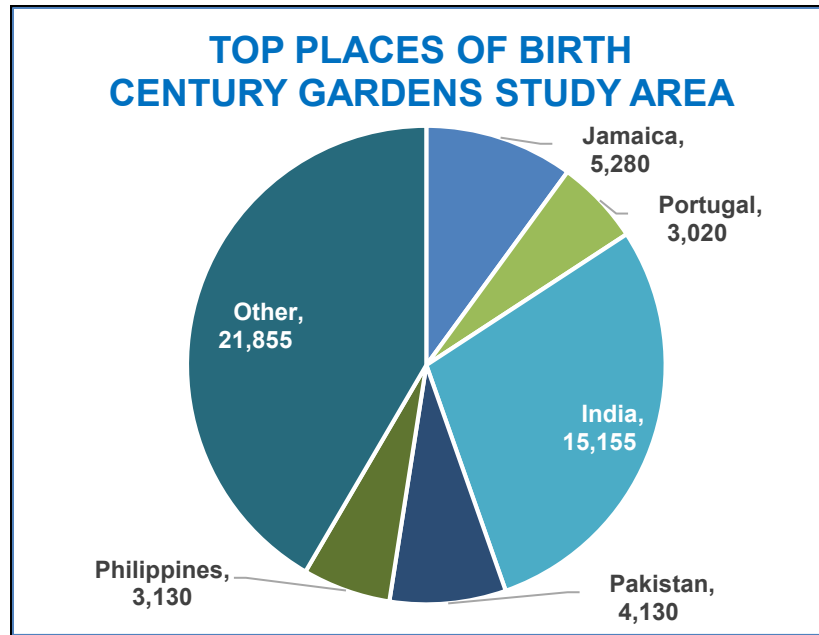 TOP PLACES OF BIRTH
CENTURY GARDENS STUDY AREA
Jamaica,
5,280
Portugal,
3,020
Other,
21,855
India,
15,155
Philippines,
3,130
Pakistan,
4,130